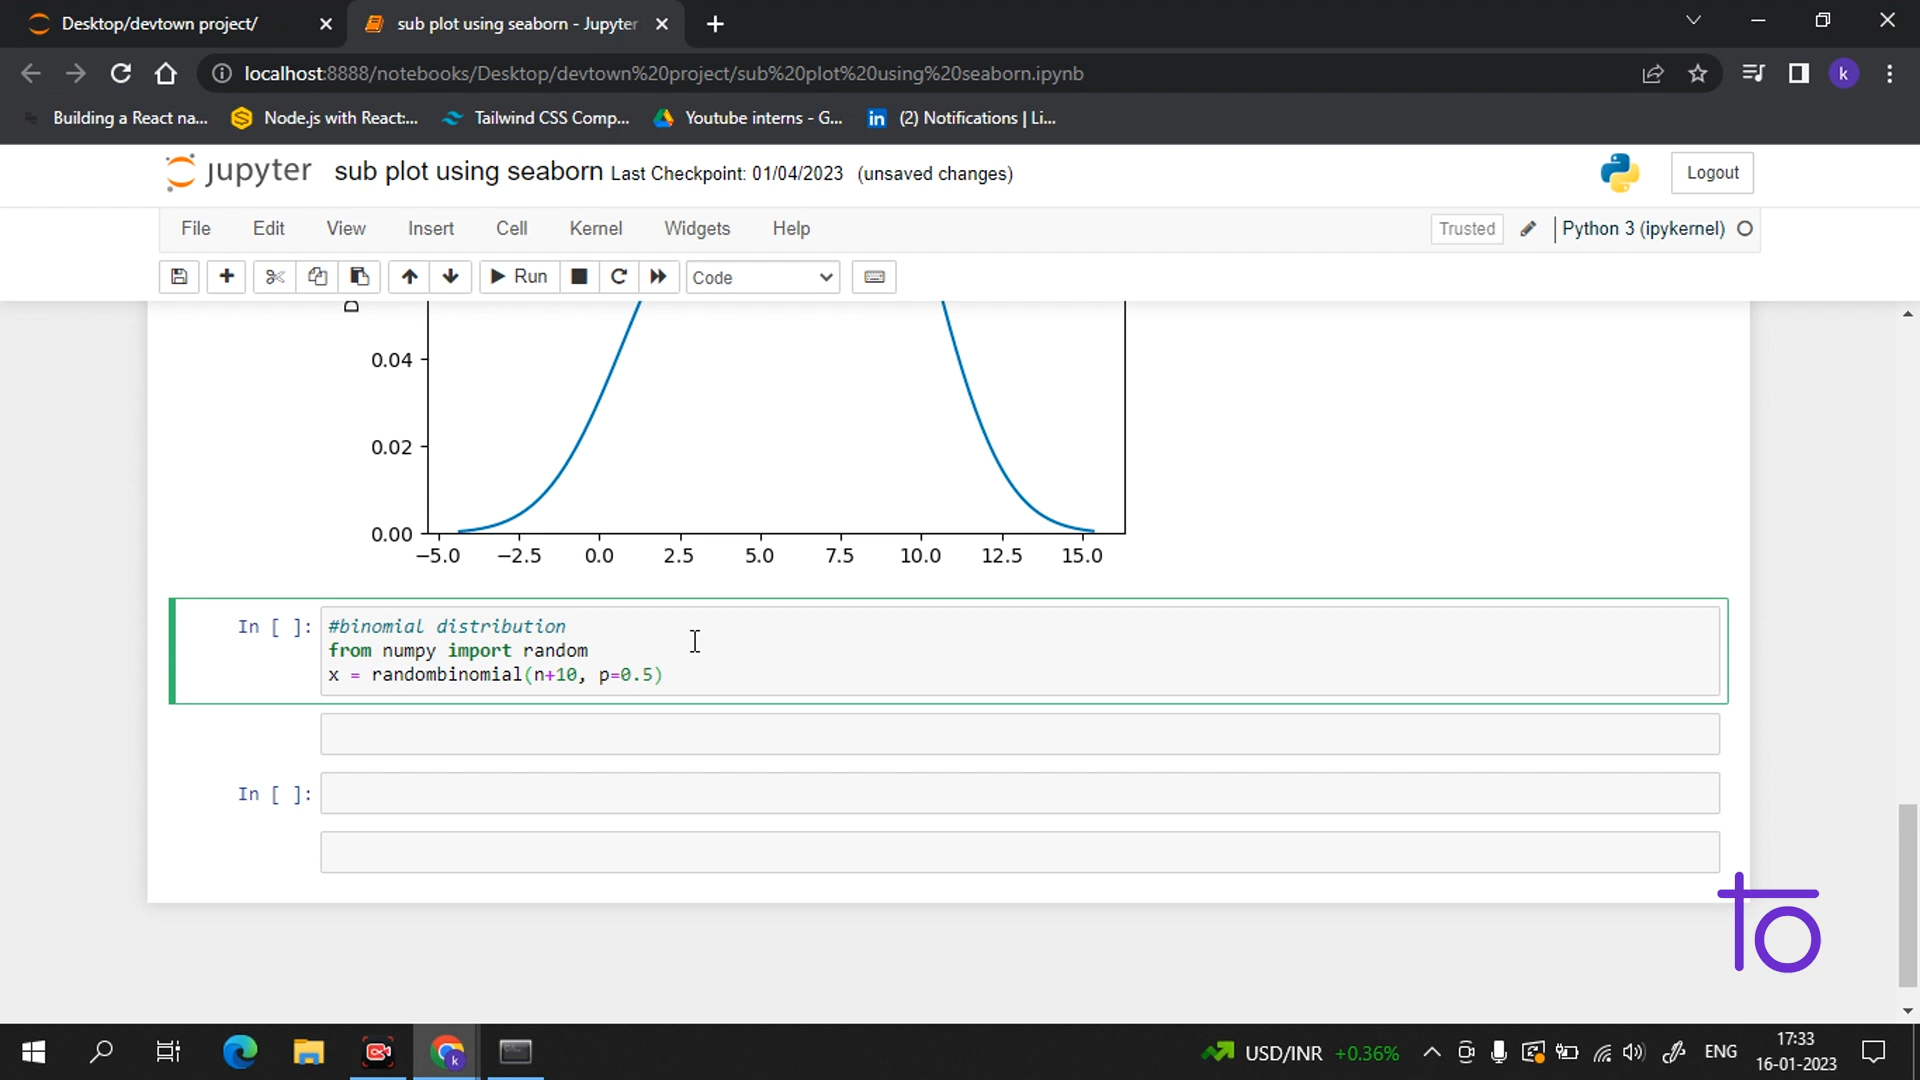 Desktop/devtown project/
sub plot using seaborn - Jupyter
localhost:8888/notebooks/Desktop/devtown%20project/sub%20plot%20using%20seaborn.ipynb
k
Building a React na...
Node.js with React:...
Tailwind CSS Comp...
Youtube interns - G...
in (2) Notifications | Li...
jupyter sub plot using seaborn Last Checkpoint: 01/04/2023 (unsaved changes)
Logout
File Edit View Insert Cell Kernel Widgets Help
Trusted
Python 3 (ipykernel)
Run
Code
0.04
0.02
0.00
−5.0 −2.5 0.0 2.5 5.0 7.5 10.0 12.5 15.0
In [ ]: #binomial distribution
from numpy import random
x = randombinomial(n+10, p=0.5)
In [ ]:
USD/INR +0.36%
ENG
17:33
16-01-2023